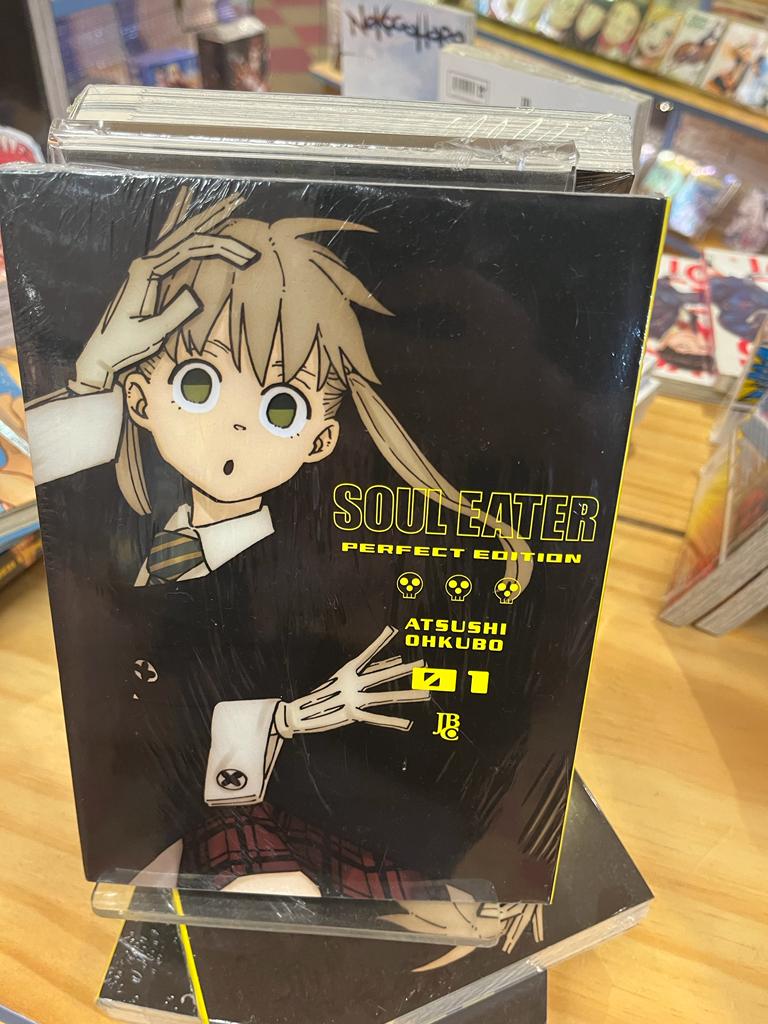 SOUL EATER
PERFECT EDITION
ATSUSHI
OHKUBO
01
JBC